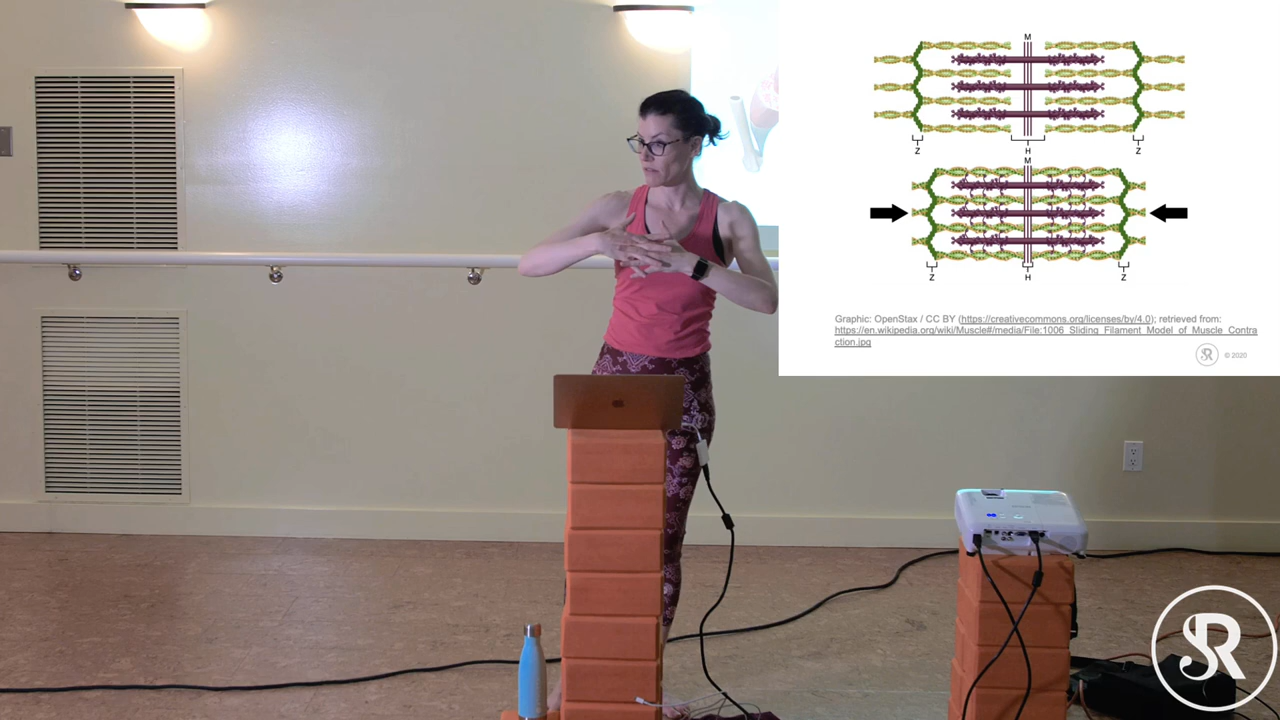 M
Z
H
Z
M
Z
H
Z
Graphic: OpenStax / CC BY (https://creativecommons.org/licenses/by/4.0); retrieved from:
https://en.wikipedia.org/wiki/Muscle#/media/File:1006_Sliding_Filament_Model_of_Muscle_Contra
ction.jpg
SR © 2020
SR